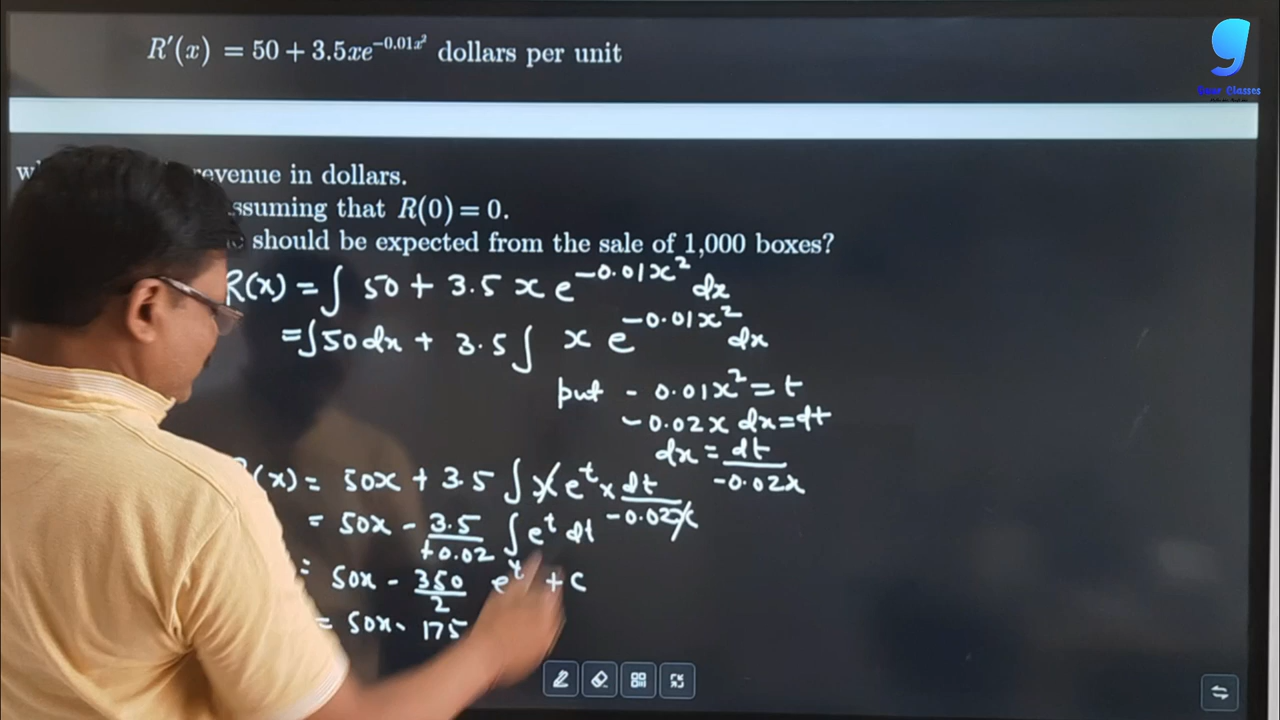 R′(x) = 50 + 3.5xe^{-0.01x²} dollars per unit
revenue in dollars.
ssuming that R(0) = 0.
should be expected from the sale of 1,000 boxes?
R(x) = ∫ 50 + 3.5 x e^{-0.01x²} dx
= ∫50 dx + 3.5 ∫ x e^{-0.01x²} dx
put - 0.01x² = t
- 0.02x dx = dt
dx = dt/-0.02x
(x) = 50x + 3.5 ∫ x e^t × dt/-0.02x
= 50x - 3.5/+0.02 ∫ e^t dt
= 50x - 350/2 e^t + c
= 50x - 175